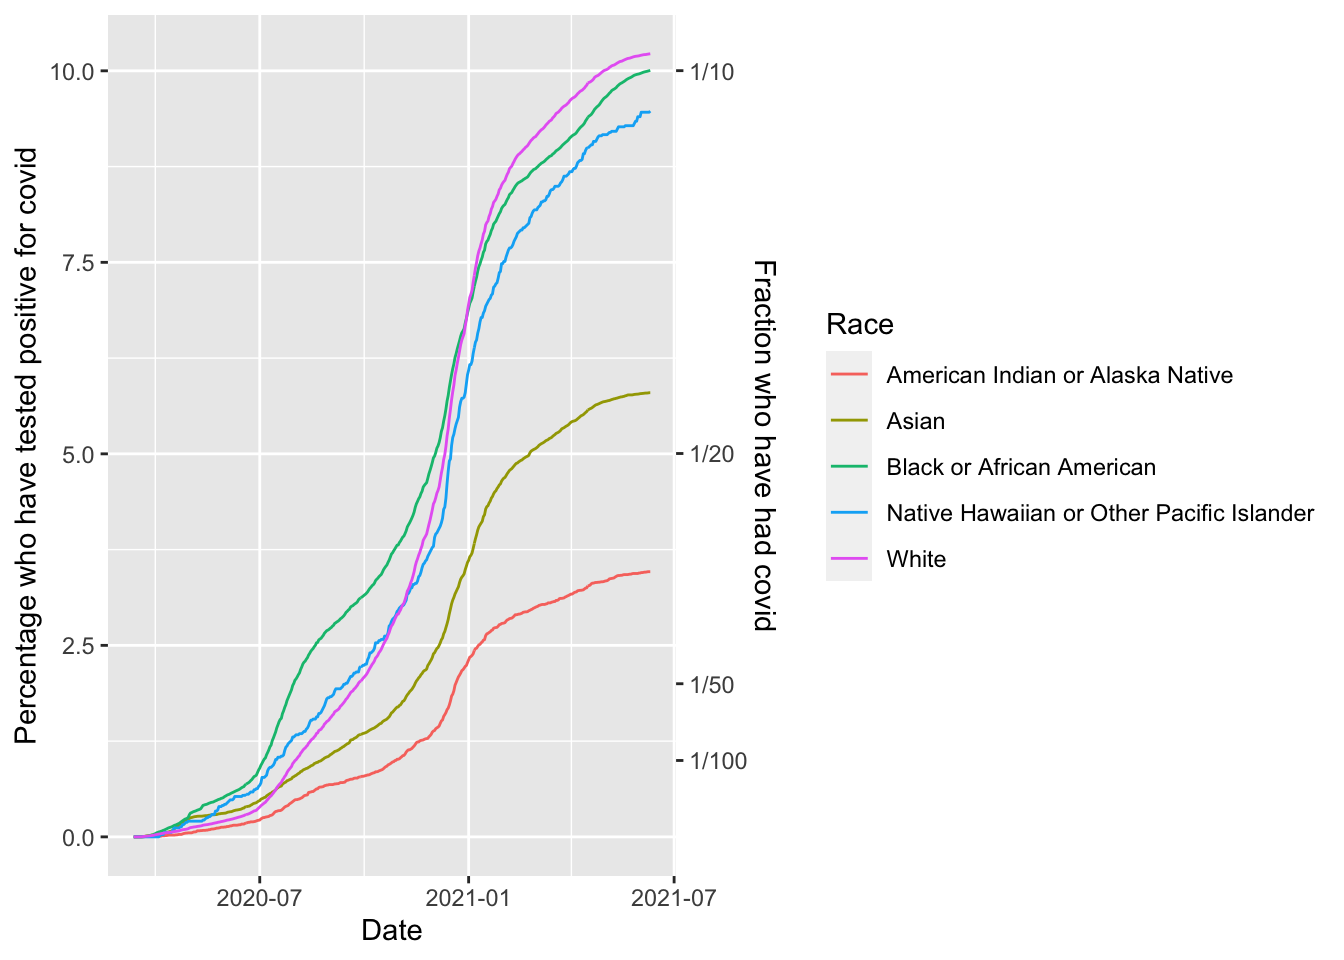 Percentage who have tested positive for covid
10.0
7.5
5.0
2.5
0.0
2020-07
2021-01
2021-07
Date
1/10
1/20
1/50
1/100
Fraction who have had covid
Race
American Indian or Alaska Native
Asian
Black or African American
Native Hawaiian or Other Pacific Islander
White